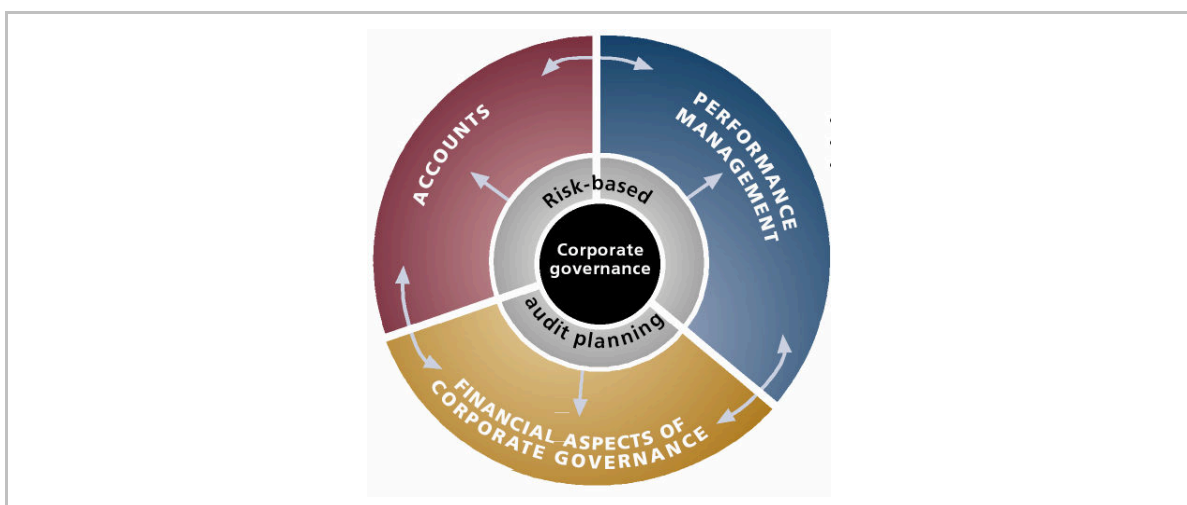 ACCOUNTS
PERFORMANCE
MANAGEMENT
Risk-based
Corporate
governance
audit planning
FINANCIAL ASPECTS OF
CORPORATE GOVERNANCE